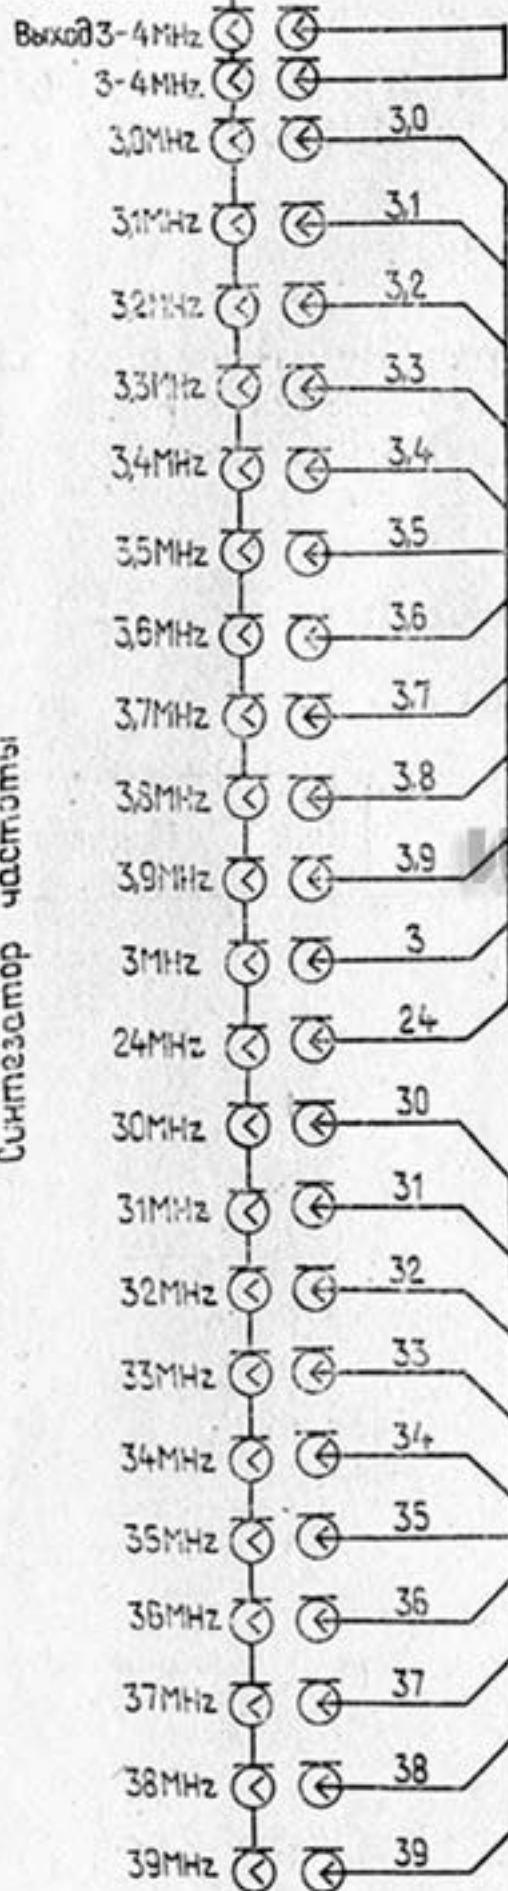 Выход 3-4MHz
3-4MHz
3,0MHz 3,0
3,1MHz 3,1
3,2MHz 3,2
3,3MHz 3,3
3,4MHz 3,4
3,5MHz 3,5
3,6MHz 3,6
3,7MHz 3,7
3,8MHz 3,8
3,9MHz 3,9
3MHz 3
24MHz 24
30MHz 30
31MHz 31
32MHz 32
33MHz 33
34MHz 34
35MHz 35
36MHz 36
37MHz 37
38MHz 38
39MHz 39
Синтезатор частоты